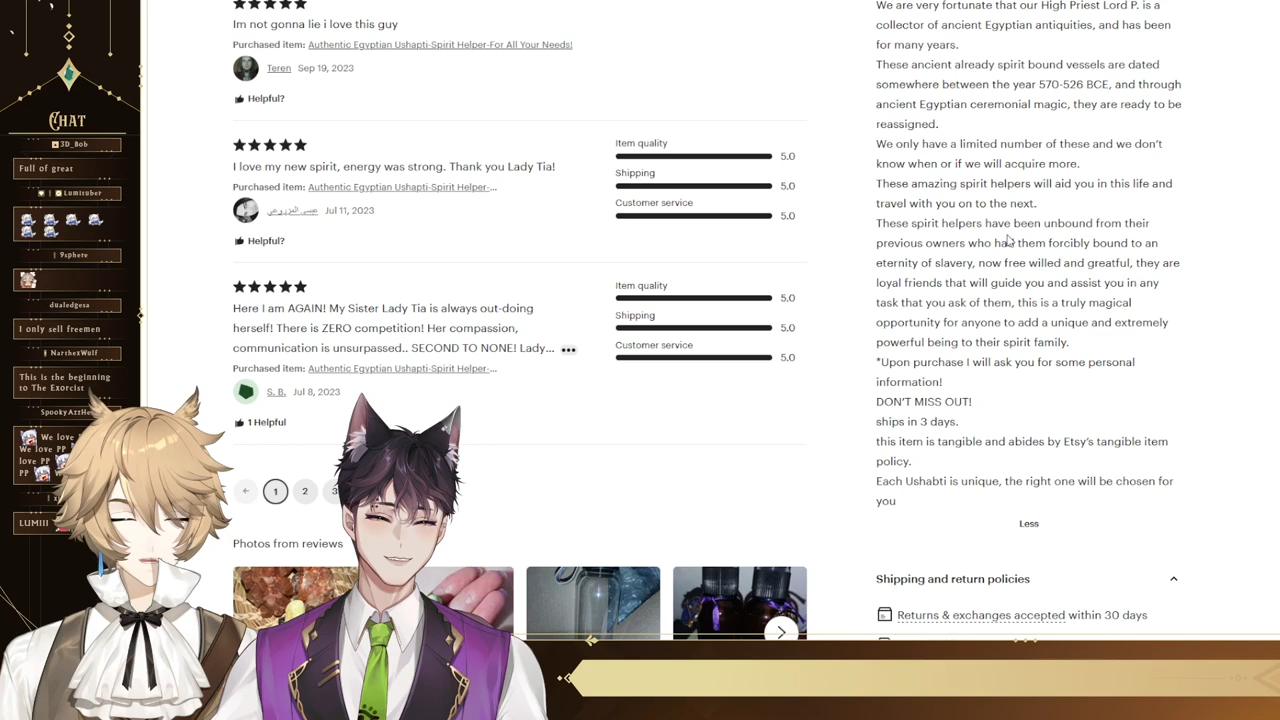 CHAT
3D_Bob
Full of great
Lumituber
9sphere
dualedgesa
I only sell freemen
NarthexWulf
This is the beginning
to The Exorcist
We love
We love PP
love PP
PP
LUMIII
Im not gonna lie i love this guy
Purchased item: Authentic Egyptian Ushapti-Spirit Helper-For All Your Needs!
Teren Sep 19, 2023
Helpful?
I love my new spirit, energy was strong. Thank you Lady Tia!
Purchased item: Authentic Egyptian Ushapti-Spirit Helper-...
عيسى المزروعي Jul 11, 2023
Helpful?
Item quality 5.0
Shipping 5.0
Customer service 5.0
Here I am AGAIN! My Sister Lady Tia is always out-doing
herself! There is ZERO competition! Her compassion,
communication is unsurpassed.. SECOND TO NONE! Lady...
Purchased item: Authentic Egyptian Ushapti-Spirit Helper-...
S. B. Jul 8, 2023
1 Helpful
Item quality 5.0
Shipping 5.0
Customer service 5.0
1 2 3
Photos from reviews
We are very fortunate that our High Priest Lord P. is a
collector of ancient Egyptian antiquities, and has been
for many years.
These ancient already spirit bound vessels are dated
somewhere between the year 570-526 BCE, and through
ancient Egyptian ceremonial magic, they are ready to be
reassigned.
We only have a limited number of these and we don't
know when or if we will acquire more.
These amazing spirit helpers will aid you in this life and
travel with you on to the next.
These spirit helpers have been unbound from their
previous owners who had them forcibly bound to an
eternity of slavery, now free willed and greatful, they are
loyal friends that will guide you and assist you in any
task that you ask of them, this is a truly magical
opportunity for anyone to add a unique and extremely
powerful being to their spirit family.
*Upon purchase I will ask you for some personal
information!
DON'T MISS OUT!
ships in 3 days.
this item is tangible and abides by Etsy's tangible item
policy.
Each Ushabti is unique, the right one will be chosen for
you
Less
Shipping and return policies
Returns & exchanges accepted within 30 days